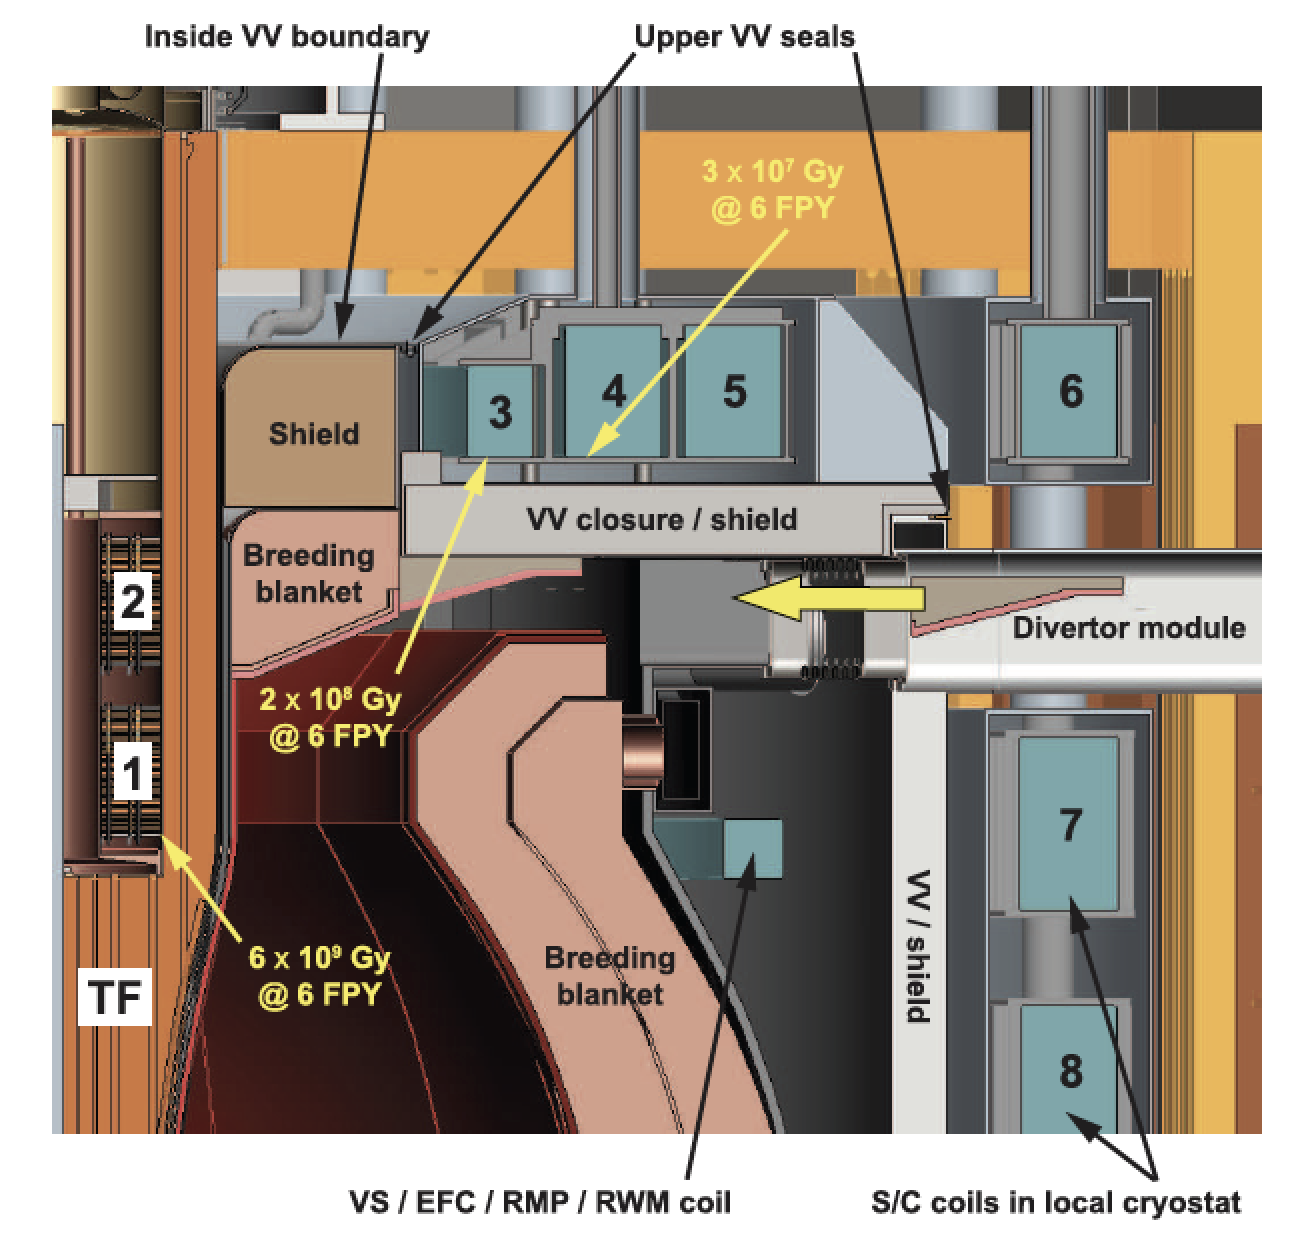 Inside VV boundary
Upper VV seals
3 x 10⁷ Gy
@ 6 FPY
3
4
5
6
Shield
VV closure / shield
Breeding
blanket
2
Divertor module
2 x 10⁸ Gy
@ 6 FPY
1
7
VV / shield
6 x 10⁹ Gy
@ 6 FPY
Breeding
blanket
TF
8
VS / EFC / RMP / RWM coil
S/C coils in local cryostat